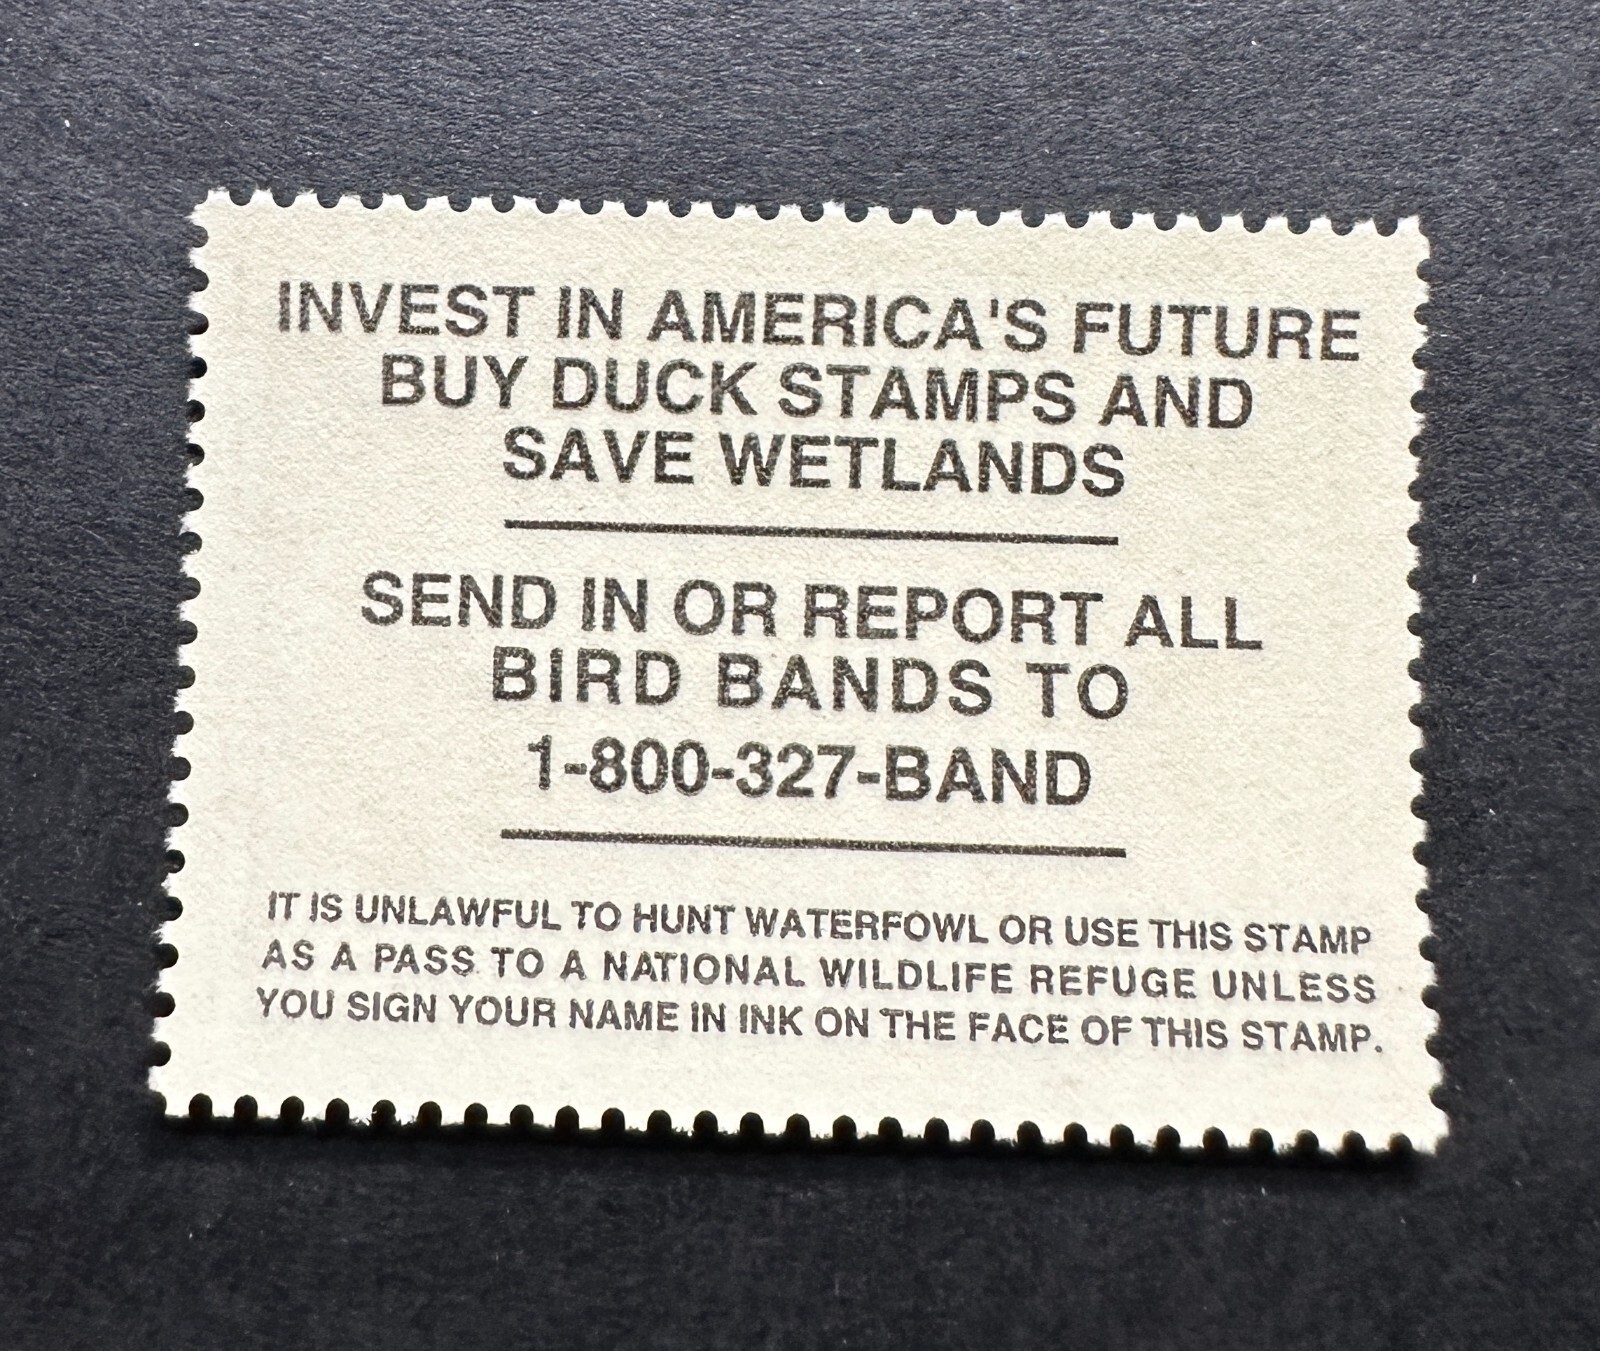 INVEST IN AMERICA'S FUTURE
BUY DUCK STAMPS AND
SAVE WETLANDS
SEND IN OR REPORT ALL
BIRD BANDS TO
1-800-327-BAND
IT IS UNLAWFUL TO HUNT WATERFOWL OR USE THIS STAMP
AS A PASS TO A NATIONAL WILDLIFE REFUGE UNLESS
YOU SIGN YOUR NAME IN INK ON THE FACE OF THIS STAMP.